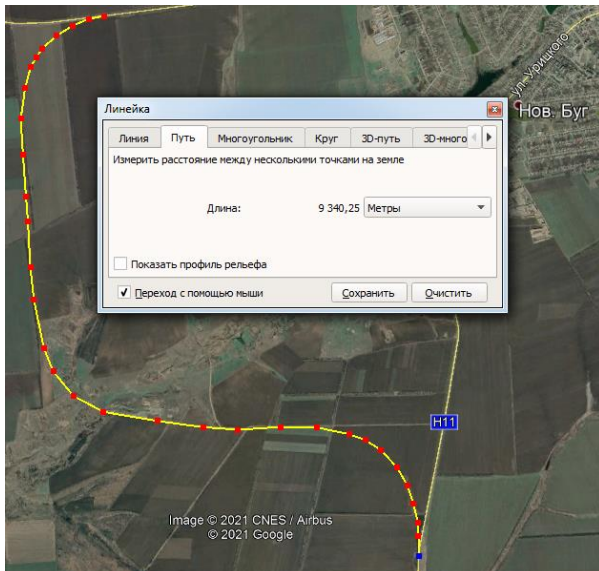 ул. Урицкого
Нов. Буг
Линейка
Линия Путь Многоугольник Круг 3D-путь 3D-много
Измерить расстояние между несколькими точками на земле
Длина: 9 340,25 Метры
Показать профиль рельефа
Переход с помощью мыши Сохранить Очистить
Н11
Image © 2021 CNES / Airbus
© 2021 Google